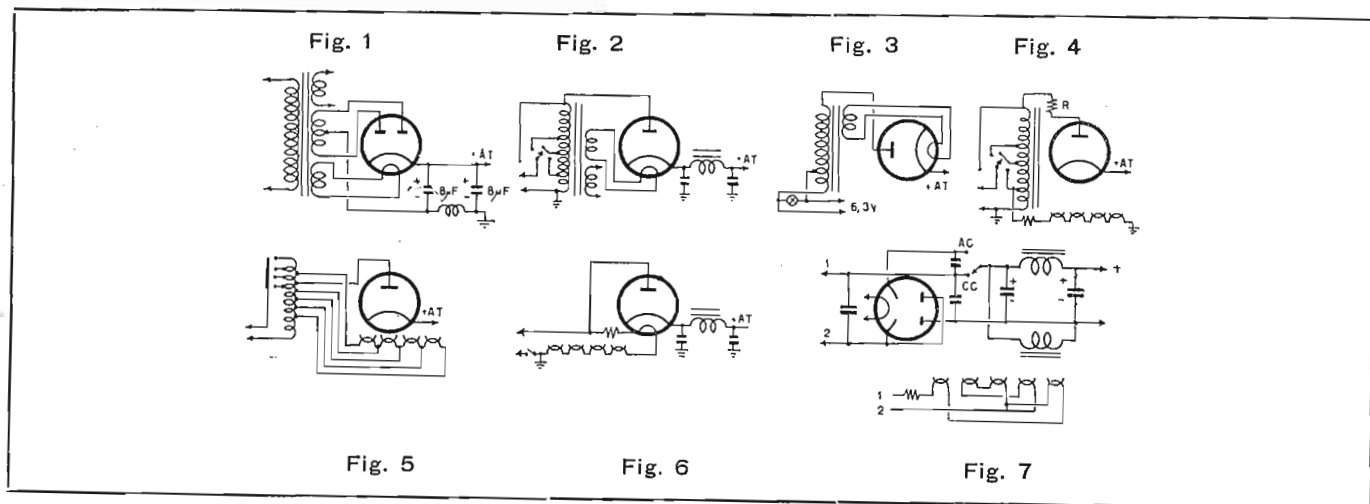 Fig. 1
Fig. 2
Fig. 3
Fig. 4
+AT
8µF
8µF
+AT
+AT
6,3V
R
+AT
+AT
+AT
1
2
AC
CC
+
1
2
Fig. 5
Fig. 6
Fig. 7